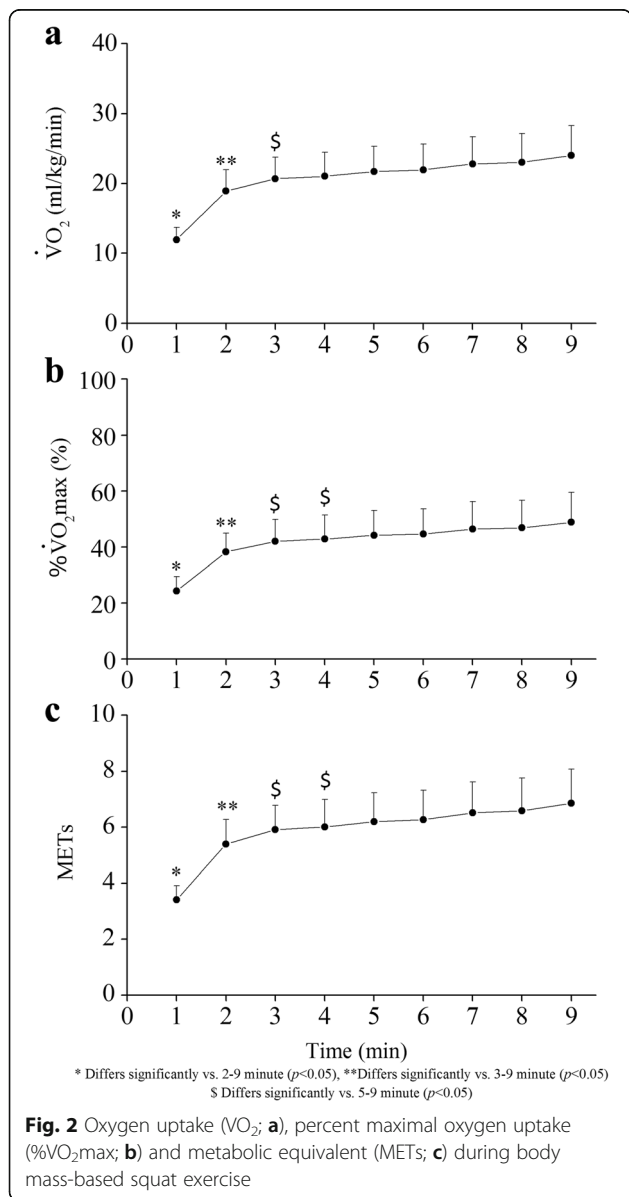 a
40
30
20
10
0
V̇O₂ (ml/kg/min)
* ** $
0 1 2 3 4 5 6 7 8 9
b
100
80
60
40
20
0
%V̇O₂max (%)
* ** $ $
0 1 2 3 4 5 6 7 8 9
c
10
8
6
4
2
0
METs
* ** $ $
0 1 2 3 4 5 6 7 8 9
Time (min)
* Differs significantly vs. 2-9 minute (p<0.05), **Differs significantly vs. 3-9 minute (p<0.05)
$ Differs significantly vs. 5-9 minute (p<0.05)
Fig. 2 Oxygen uptake (VO₂; a), percent maximal oxygen uptake
(%VO₂max; b) and metabolic equivalent (METs; c) during body
mass-based squat exercise